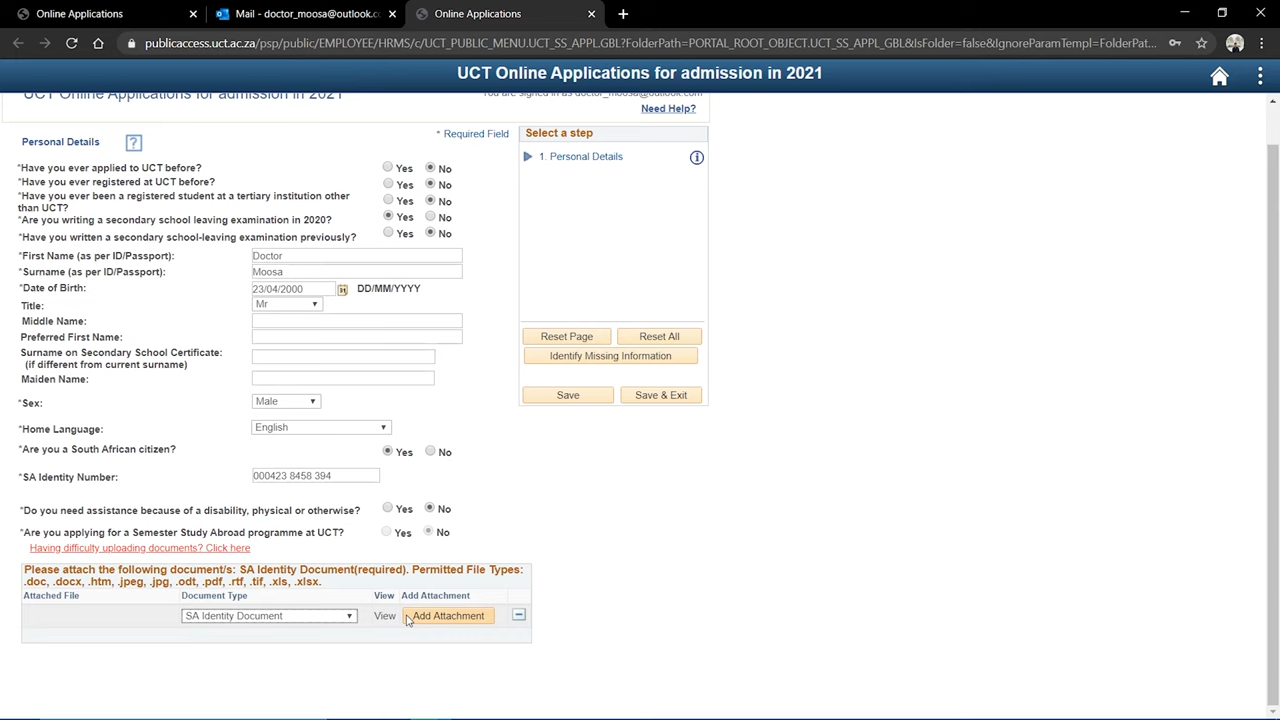 Online Applications
Mail - doctor_moosa@outlook.co
Online Applications
publicaccess.uct.ac.za/psp/public/EMPLOYEE/HRMS/c/UCT_PUBLIC_MENU.UCT_SS_APPL.GBL?FolderPath=PORTAL_ROOT_OBJECT.UCT_SS_APPL_GBL&IsFolder=false&IgnoreParamTempl=FolderPat...
UCT Online Applications for admission in 2021
UCT Online Applications for admission in 2021
You are signed in as doctor_moosa@outlook.com
Need Help?
Personal Details
?
* Required Field
Select a step
1. Personal Details
*Have you ever applied to UCT before? Yes No
*Have you ever registered at UCT before? Yes No
*Have you ever been a registered student at a tertiary institution other than UCT? Yes No
*Are you writing a secondary school leaving examination in 2020? Yes No
*Have you written a secondary school-leaving examination previously? Yes No
*First Name (as per ID/Passport): Doctor
*Surname (as per ID/Passport): Moosa
*Date of Birth: 23/04/2000 31 DD/MM/YYYY
Title: Mr
Middle Name:
Preferred First Name:
Surname on Secondary School Certificate:
(if different from current surname)
Maiden Name:
Reset Page Reset All
Identify Missing Information
Save Save & Exit
*Sex: Male
*Home Language: English
*Are you a South African citizen? Yes No
*SA Identity Number: 000423 8458 394
*Do you need assistance because of a disability, physical or otherwise? Yes No
*Are you applying for a Semester Study Abroad programme at UCT? Yes No
Having difficulty uploading documents? Click here
Please attach the following document/s: SA Identity Document(required). Permitted File Types:
.doc, .docx, .htm, .jpeg, .jpg, .odt, .pdf, .rtf, .tif, .xls, .xlsx.
Attached File Document Type View Add Attachment
SA Identity Document View Add Attachment